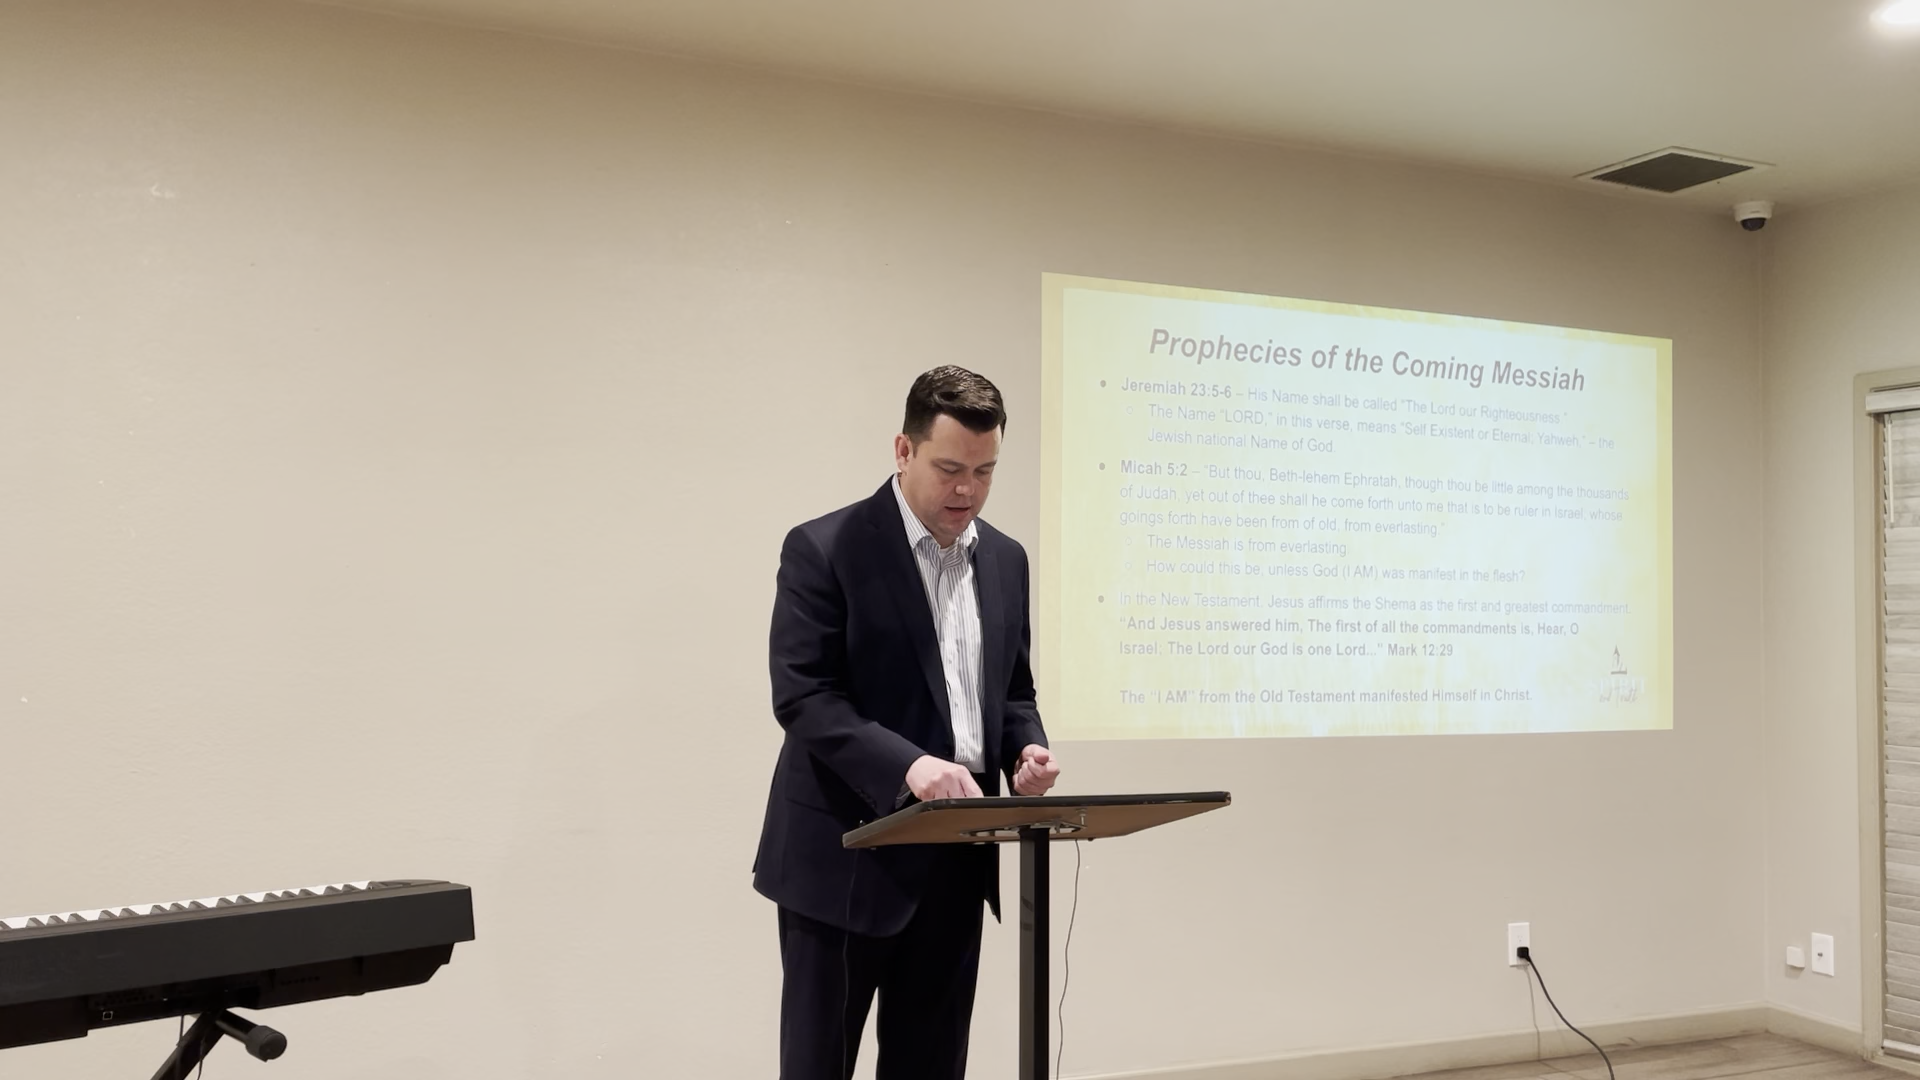 Prophecies of the Coming Messiah
• Jeremiah 23:5-6 – His Name shall be called "The Lord our Righteousness."
○ The Name "LORD," in this verse, means "Self Existent or Eternal; Yahweh," – the
Jewish national Name of God.
• Micah 5:2 – "But thou, Beth-lehem Ephratah, though thou be little among the thousands
of Judah, yet out of thee shall he come forth unto me that is to be ruler in Israel; whose
goings forth have been from of old, from everlasting."
○ The Messiah is from everlasting
○ How could this be, unless God (I AM) was manifest in the flesh?
• In the New Testament, Jesus affirms the Shema as the first and greatest commandment.
"And Jesus answered him, The first of all the commandments is, Hear, O
Israel; The Lord our God is one Lord..." Mark 12:29
The "I AM" from the Old Testament manifested Himself in Christ.
and Truth